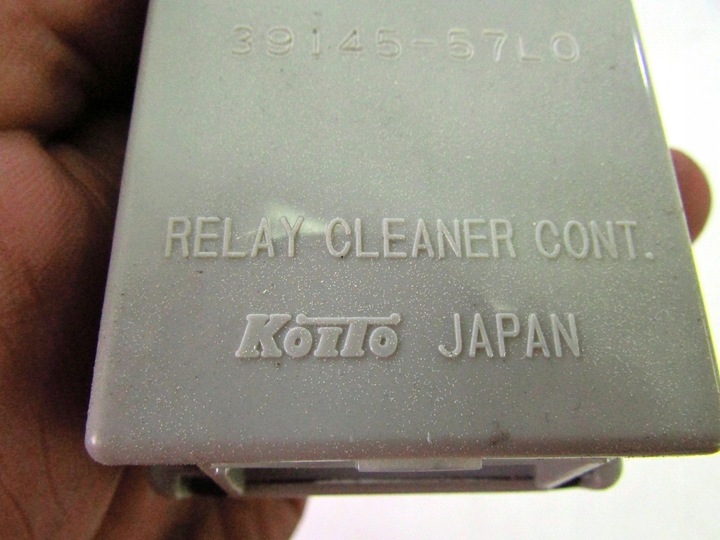 39145-57L0
RELAY CLEANER CONT.
KOITO JAPAN